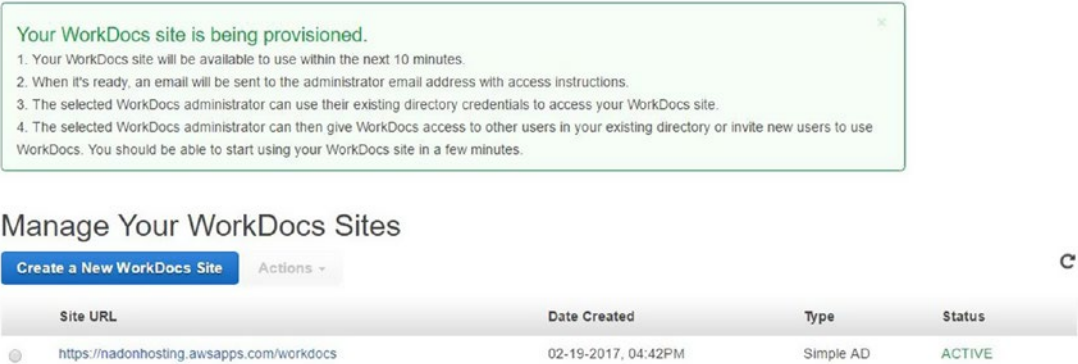 Your WorkDocs site is being provisioned.
1. Your WorkDocs site will be available to use within the next 10 minutes.
2. When it's ready, an email will be sent to the administrator email address with access instructions.
3. The selected WorkDocs administrator can use their existing directory credentials to access your WorkDocs site.
4. The selected WorkDocs administrator can then give WorkDocs access to other users in your existing directory or invite new users to use
WorkDocs. You should be able to start using your WorkDocs site in a few minutes.
Manage Your WorkDocs Sites
Create a New WorkDocs Site Actions
Site URL Date Created Type Status
https://nadonhosting.awsapps.com/workdocs 02-19-2017, 04:42PM Simple AD ACTIVE